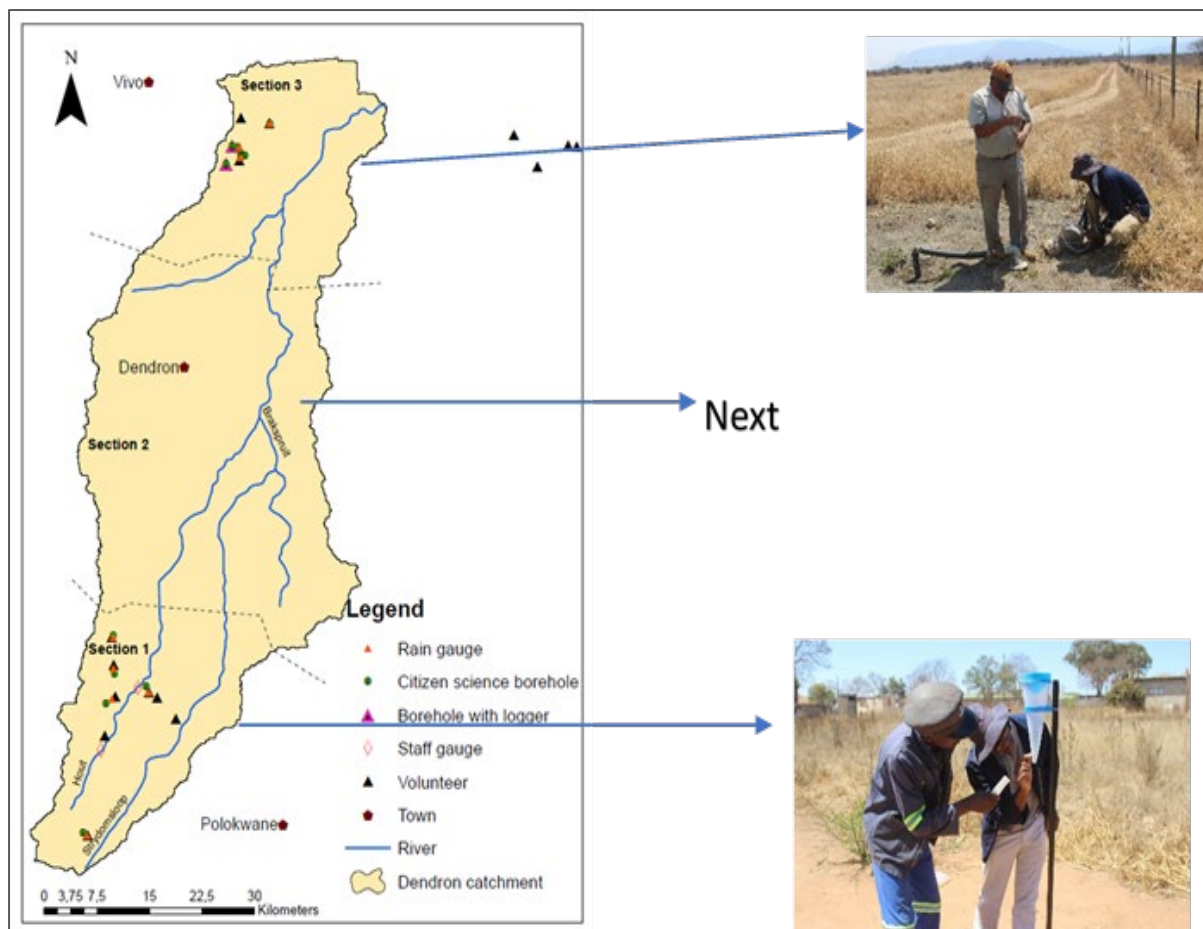 N
Vivo
Section 3
Dendron
Section 2
Brakspruit
Next
Section 1
Hout
Strydomsloop
Polokwane
Legend
Rain gauge
Citizen science borehole
Borehole with logger
Staff gauge
Volunteer
Town
River
Dendron catchment
0 3,75 7,5 15 22,5 30
Kilometers